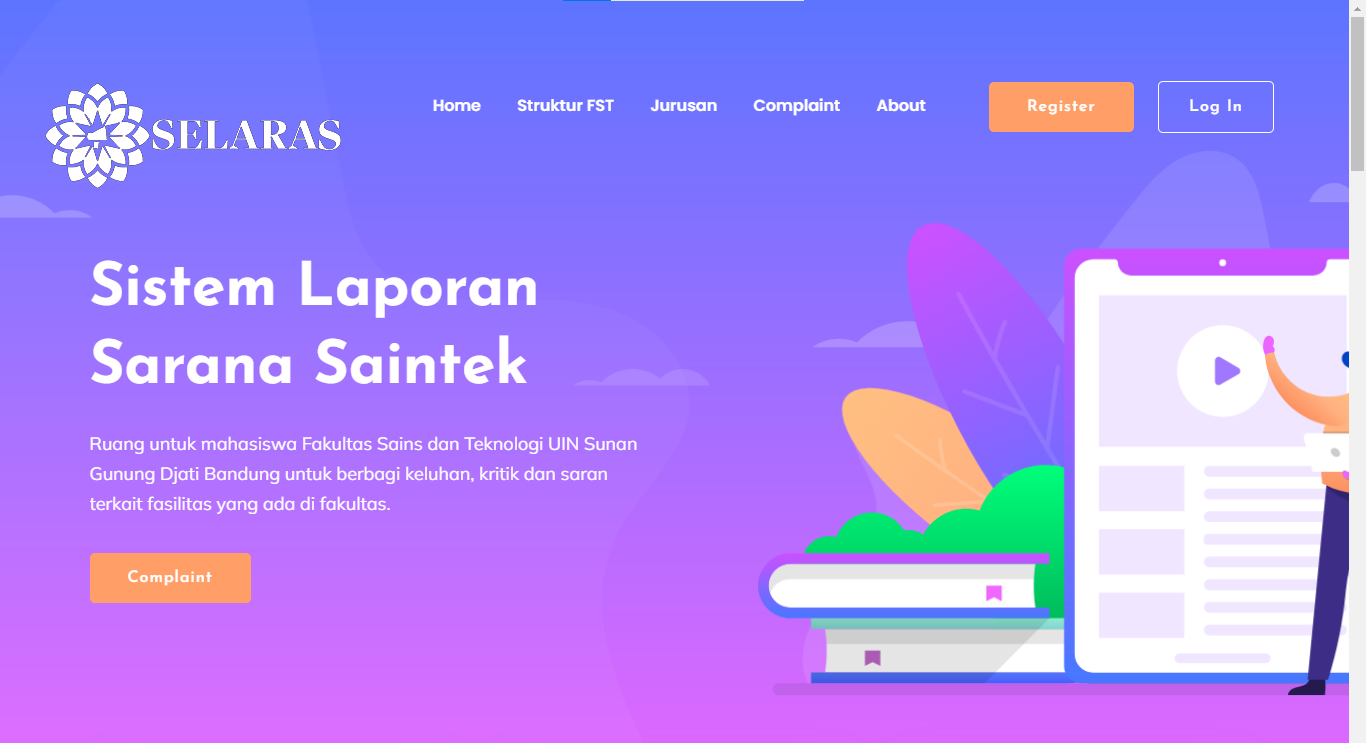 SELARAS
Home Struktur FST Jurusan Complaint About Register Log In
Sistem Laporan
Sarana Saintek
Ruang untuk mahasiswa Fakultas Sains dan Teknologi UIN Sunan
Gunung Djati Bandung untuk berbagi keluhan, kritik dan saran
terkait fasilitas yang ada di fakultas.
Complaint